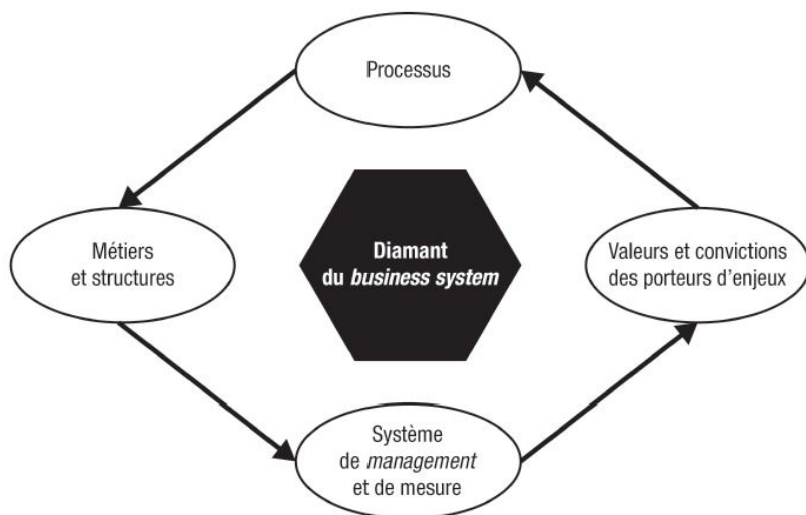 Processus
Métiers
et structures
Diamant
du business system
Valeurs et convictions
des porteurs d'enjeux
Système
de management
et de mesure